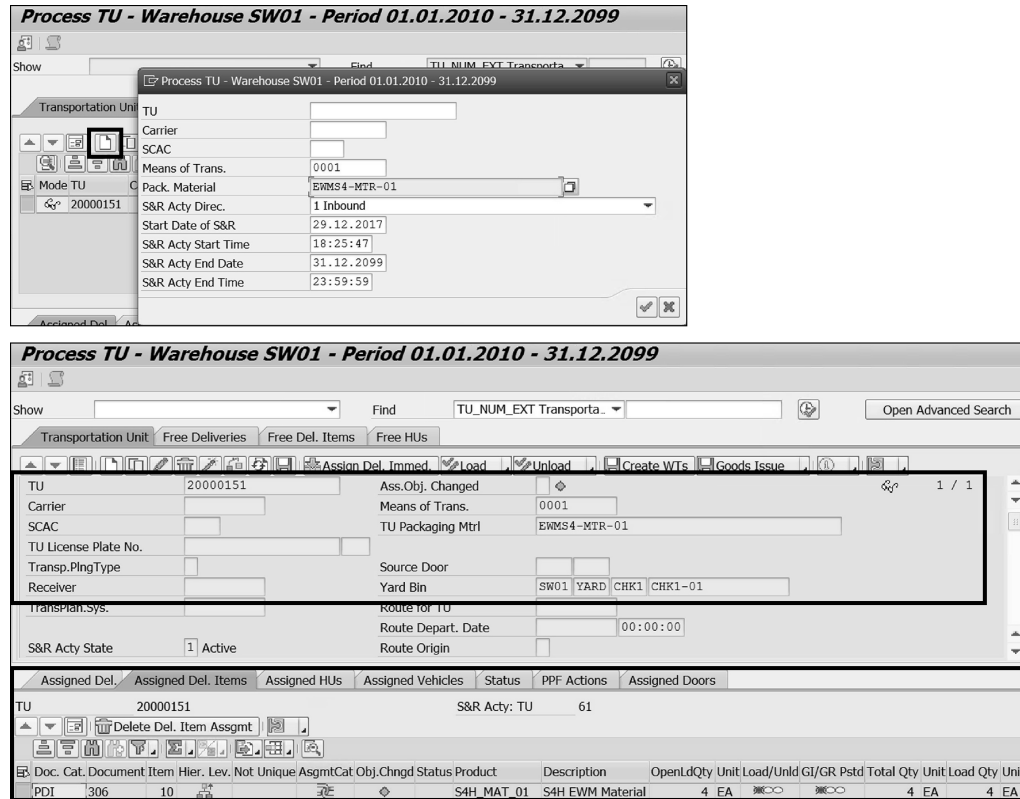 Process TU - Warehouse SW01 - Period 01.01.2010 - 31.12.2099
Show Find TU_NUM_EXT Transporta..
Process TU - Warehouse SW01 - Period 01.01.2010 - 31.12.2099
Transportation Uni
TU
Carrier
SCAC
Means of Trans. 0001
Pack. Material EWMS4-MTR-01
S&R Acty Direc. 1 Inbound
Start Date of S&R 29.12.2017
S&R Acty Start Time 18:25:47
S&R Acty End Date 31.12.2099
S&R Acty End Time 23:59:59
Mode TU C
20000151
Assigned Del. As
Process TU - Warehouse SW01 - Period 01.01.2010 - 31.12.2099
Show Find TU_NUM_EXT Transporta.. Open Advanced Search
Transportation Unit Free Deliveries Free Del. Items Free HUs
Assign Del. Immed. Load Unload Create WTs Goods Issue
TU 20000151 Ass.Obj. Changed 1 / 1
Carrier Means of Trans. 0001
SCAC TU Packaging Mtrl EWMS4-MTR-01
TU License Plate No.
Transp.PlngType Source Door
Receiver Yard Bin SW01 YARD CHK1 CHK1-01
TransPlan.Sys. Route for TU
Route Depart. Date 00:00:00
S&R Acty State 1 Active Route Origin
Assigned Del. Assigned Del. Items Assigned HUs Assigned Vehicles Status PPF Actions Assigned Doors
TU 20000151 S&R Acty: TU 61
Delete Del. Item Assgmt
Doc. Cat. Document Item Hier. Lev. Not Unique AsgmtCat Obj.Chngd Status Product Description OpenLdQty Unit Load/Unld GI/GR Pstd Total Qty Unit Load Qty Uni
PDI 306 10 S4H_MAT_01 S4H EWM Material 4 EA 4 EA 4 EA